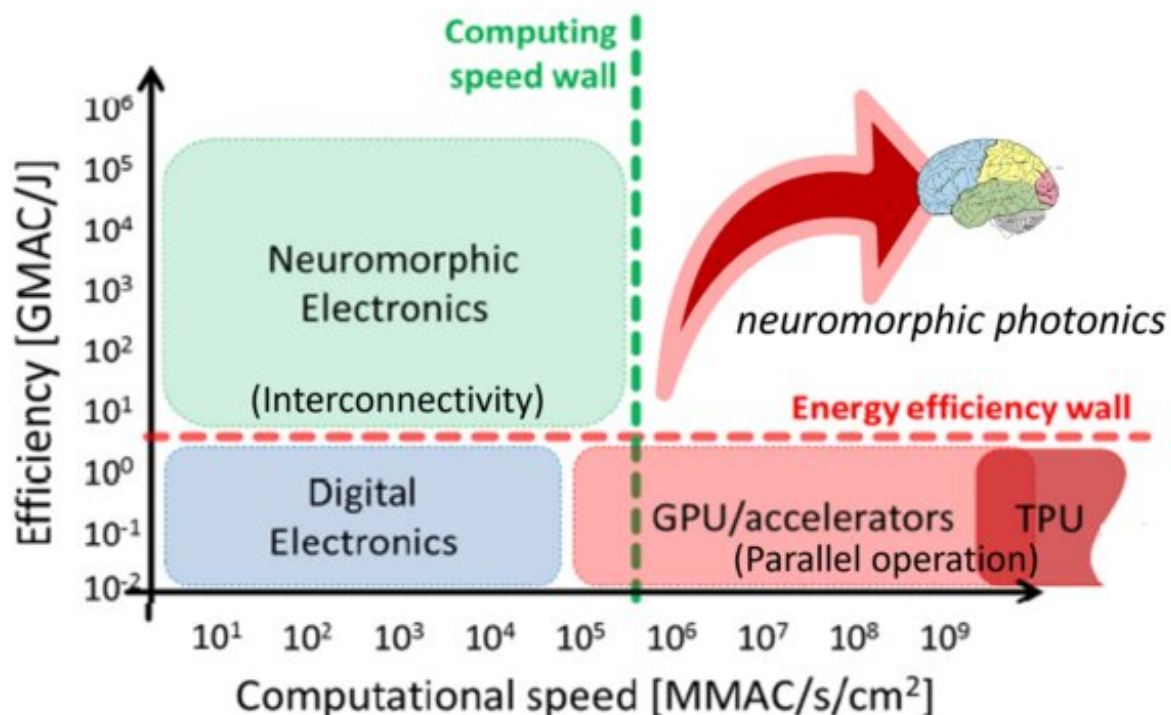 Computing
speed wall
Efficiency [GMAC/J]
10⁶
10⁵
10⁴
10³
10²
10¹
10⁰
10⁻¹
10⁻²
Neuromorphic
Electronics
(Interconnectivity)
neuromorphic photonics
Energy efficiency wall
Digital
Electronics
GPU/accelerators
(Parallel operation)
TPU
10¹ 10² 10³ 10⁴ 10⁵ 10⁶ 10⁷ 10⁸ 10⁹
Computational speed [MMAC/s/cm²]